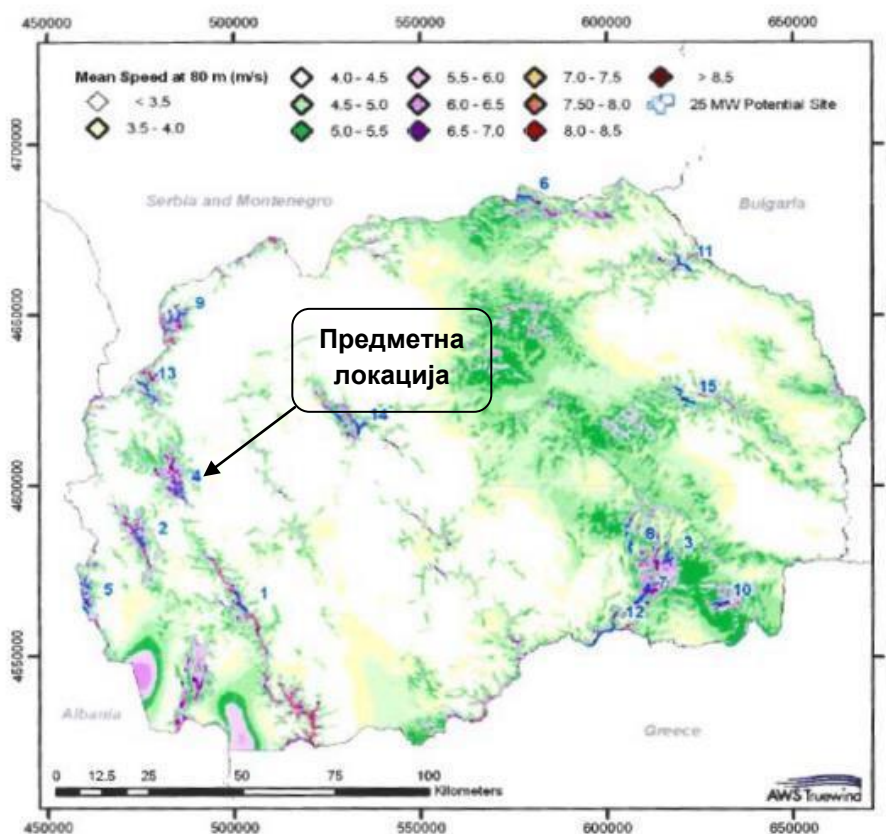 450000 500000 550000 600000 650000
Mean Speed at 80 m (m/s)
< 3.5
3.5 - 4.0
4.0 - 4.5
4.5 - 5.0
5.0 - 5.5
5.5 - 6.0
6.0 - 6.5
6.5 - 7.0
7.0 - 7.5
7.50 - 8.0
8.0 - 8.5
> 8.5
25 MW Potential Site
4700000 4700000
Serbia and Montenegro
6
Bulgaria
11
4650000 4650000
9
Предметна
локација
13
14
15
4
4600000 4600000
2
8
3
5
1
7
10
12
4550000 4550000
Albania
Greece
0 12.5 25 50 75 100
Kilometers
AWS Truewind
450000 500000 550000 600000 650000